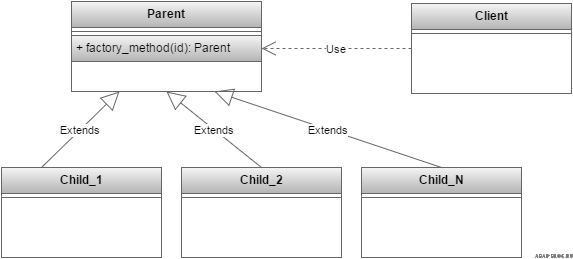 Parent
Client
+ factory_method(id): Parent
Use
Extends
Extends
Extends
Child_1
Child_2
Child_N